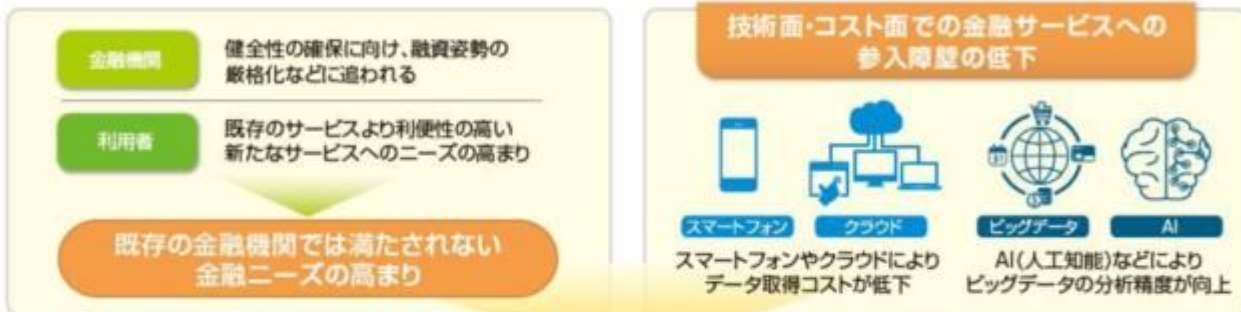 金融機関
健全性の確保に向け、融資姿勢の
厳格化などに追われる
利用者
既存のサービスより利便性の高い
新たなサービスへのニーズの高まり
既存の金融機関では満たされない
金融ニーズの高まり
技術面・コスト面での金融サービスへの
参入障壁の低下
スマートフォン
クラウド
ビッグデータ
AI
スマートフォンやクラウドにより
データ取得コストが低下
AI(人工知能)などにより
ビッグデータの分析精度が向上